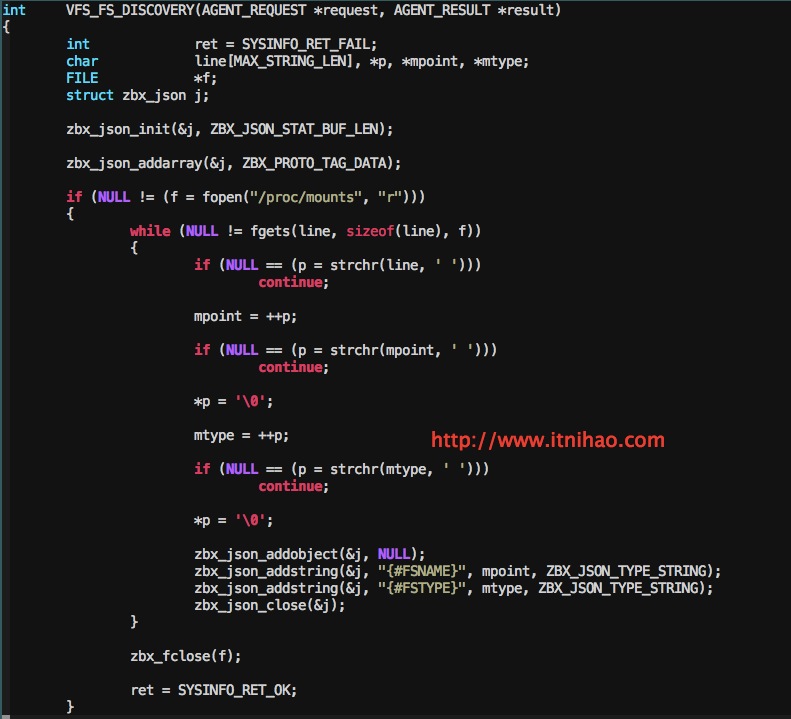 int     VFS_FS_DISCOVERY(AGENT_REQUEST *request, AGENT_RESULT *result)
{
        int             ret = SYSINFO_RET_FAIL;
        char            line[MAX_STRING_LEN], *p, *mpoint, *mtype;
        FILE            *f;
        struct zbx_json j;

        zbx_json_init(&j, ZBX_JSON_STAT_BUF_LEN);

        zbx_json_addarray(&j, ZBX_PROTO_TAG_DATA);

        if (NULL != (f = fopen("/proc/mounts", "r")))
        {
                while (NULL != fgets(line, sizeof(line), f))
                {
                        if (NULL == (p = strchr(line, ' ')))
                                continue;

                        mpoint = ++p;

                        if (NULL == (p = strchr(mpoint, ' ')))
                                continue;

                        *p = '\0';

                        mtype = ++p;
http://www.itnihao.com

                        if (NULL == (p = strchr(mtype, ' ')))
                                continue;

                        *p = '\0';

                        zbx_json_addobject(&j, NULL);
                        zbx_json_addstring(&j, "{#FSNAME}", mpoint, ZBX_JSON_TYPE_STRING);
                        zbx_json_addstring(&j, "{#FSTYPE}", mtype, ZBX_JSON_TYPE_STRING);
                        zbx_json_close(&j);
                }

                zbx_fclose(f);

                ret = SYSINFO_RET_OK;
        }